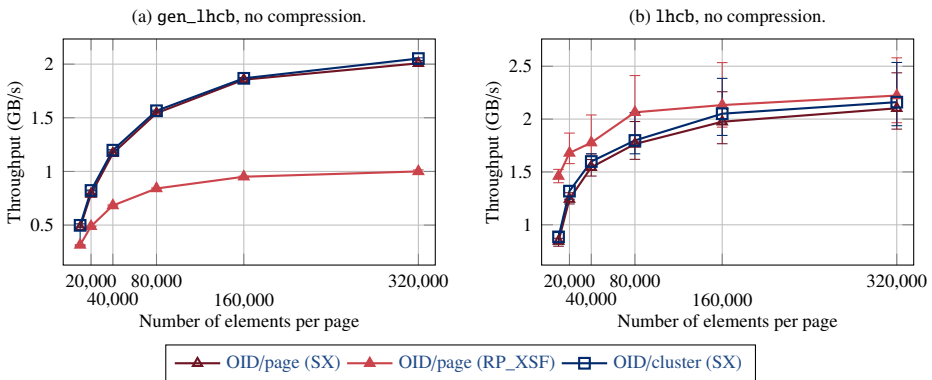 (a) gen_lhcb, no compression.
2
1.5
1
0.5
Throughput (GB/s)
20,000
40,000
80,000
160,000
320,000
Number of elements per page
(b) lhcb, no compression.
2.5
2
1.5
1
Throughput (GB/s)
20,000
40,000
80,000
160,000
320,000
Number of elements per page
OID/page (SX) OID/page (RP_XSF) OID/cluster (SX)